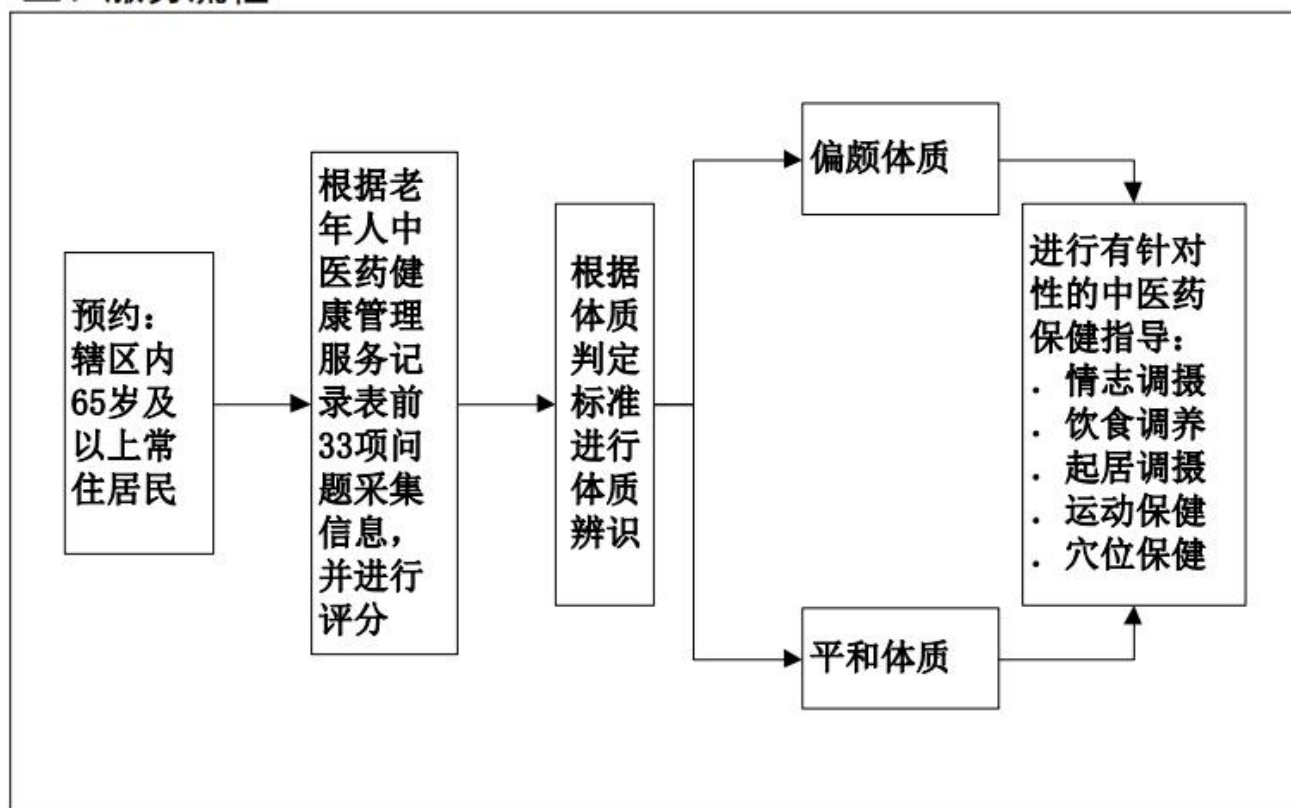 服务流程
预约：
辖区内
65岁及
以上常
住居民
根据老
年人中
医药健
康管理
服务记
录表前
33项问
题采集
信息，
并进行
评分
根据
体质
判定
标准
进行
体质
辨识
偏颇体质
平和体质
进行有针对
性的中医药
保健指导：
. 情志调摄
. 饮食调养
. 起居调摄
. 运动保健
. 穴位保健